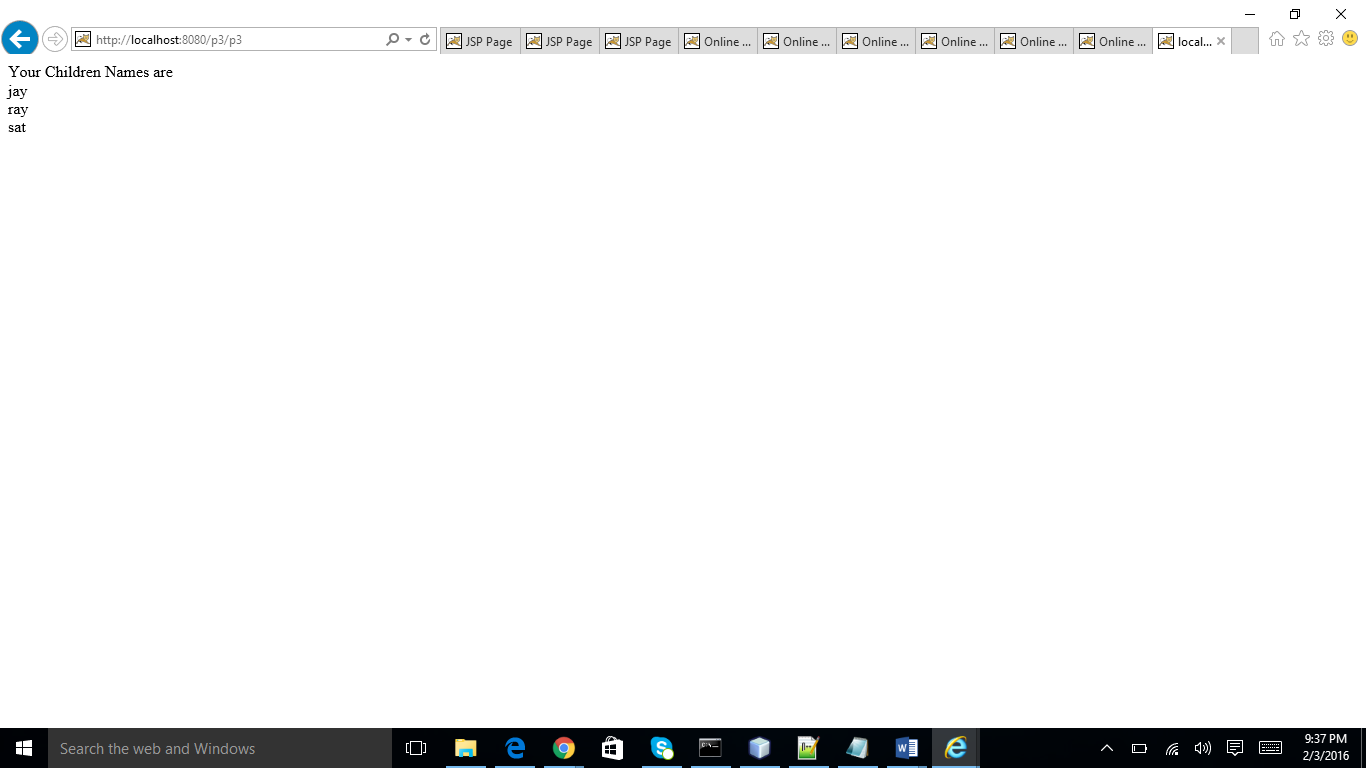 http://localhost:8080/p3/p3
JSP Page
JSP Page
JSP Page
Online ...
Online ...
Online ...
Online ...
Online ...
Online ...
local...
Your Children Names are
jay
ray
sat
Search the web and Windows
9:37 PM
2/3/2016